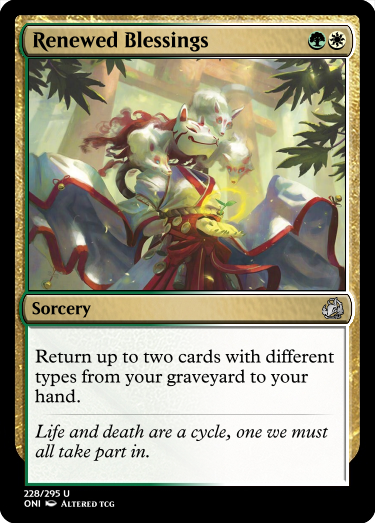 Renewed Blessings
Sorcery
Return up to two cards with different
types from your graveyard to your
hand.
Life and death are a cycle, one we must
all take part in.
228/295 U
ONI Altered TCG